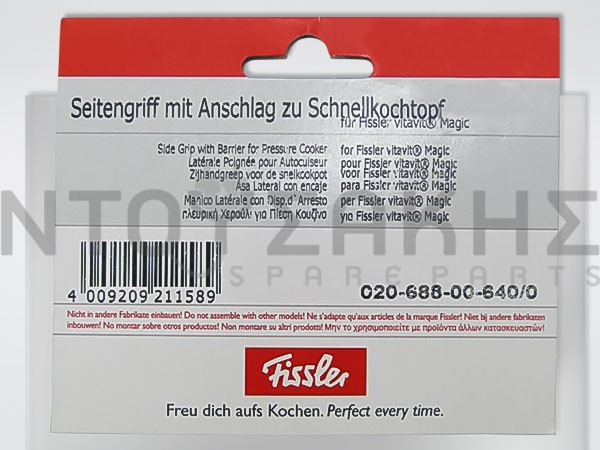 Seitengriff mit Anschlag zu Schnellkochtopf
für Fissler vitavit® Magic
Side Grip with Barrier for Pressure Cooker for Fissler vitavit® Magic
Latérale Poignée pour Autocuiseur pour Fissler vitavit® Magic
Zijhandgreep voor de snelkookpot voor Fissler vitavit® Magic
Asa Lateral con encaje para Fissler vitavit® Magic
Manico Laterale con Disp.d'Arresto per Fissler vitavit® Magic
πλευρική Χερούλι για Πίεση Κουζίνα για Fissler vitavit® Magic
ΝΤΟΥΣΑΚΗΣ
SPARE PARTS
4 009209 211589
020-688-00-640/0
Nicht in andere Fabrikate einbauen! Do not assemble with other models! Ne s'adapte qu'aux articles de la marque Fissler! Niet bij andere fabrikaten
inbouwen! No montar sobre otros productos! Non montare su altri prodotti! Μην το χρησιμοποιείτε με προϊόντα άλλων κατασκευαστών!
Fissler
Freu dich aufs Kochen. Perfect every time.